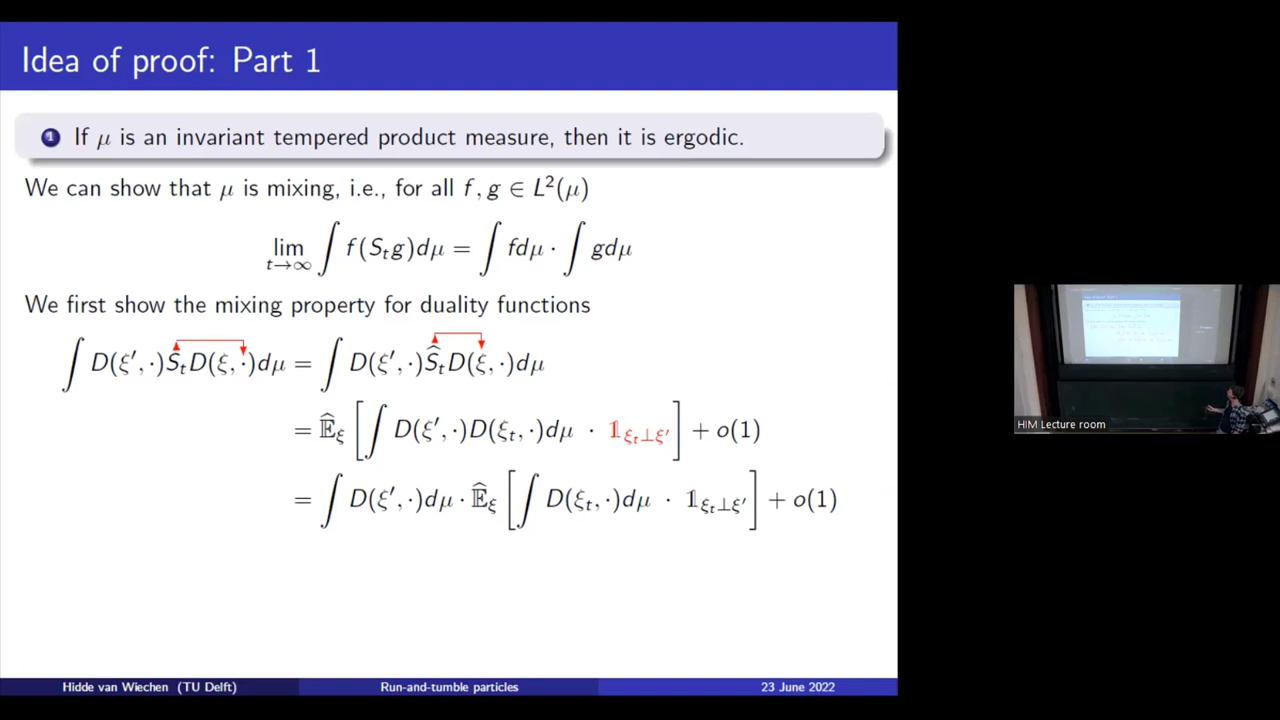 Idea of proof: Part 1
1 If μ is an invariant tempered product measure, then it is ergodic.
We can show that μ is mixing, i.e., for all f, g ∈ L²(μ)
lim_{t→∞} ∫ f(S_t g)dμ = ∫ fdμ · ∫ gdμ
We first show the mixing property for duality functions
∫ D(ξ′, ·)S_t D(ξ, ·)dμ = ∫ D(ξ′, ·)Ŝ_t D(ξ, ·)dμ
= 𝔼̂_ξ [∫ D(ξ′, ·)D(ξ_t, ·)dμ · 𝟙_{ξ_t⊥ξ′}] + o(1)
= ∫ D(ξ′, ·)dμ · 𝔼̂_ξ [∫ D(ξ_t, ·)dμ · 𝟙_{ξ_t⊥ξ′}] + o(1)
Hidde van Wiechen (TU Delft) Run-and-tumble particles 23 June 2022
HIM Lecture room